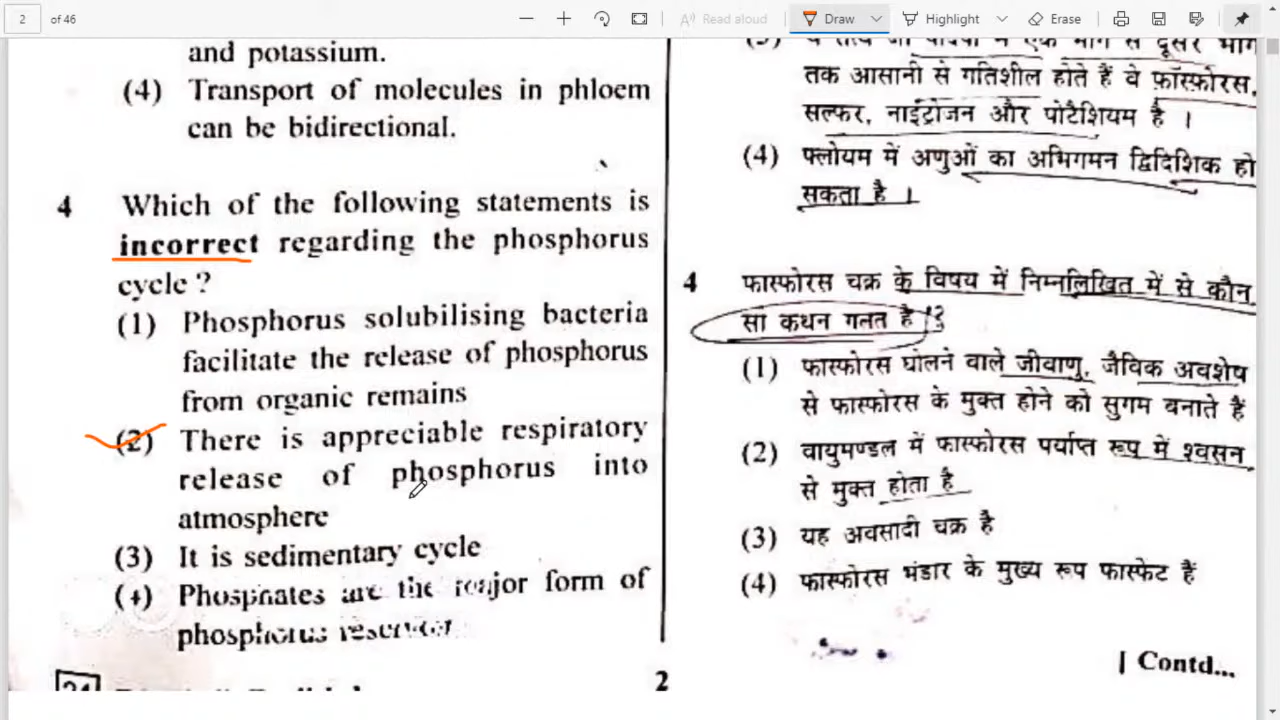 2 of 46
Read aloud
Draw
Highlight
Erase
and potassium.
(4) Transport of molecules in phloem
can be bidirectional.
4 Which of the following statements is
incorrect regarding the phosphorus
cycle ?
(1) Phosphorus solubilising bacteria
facilitate the release of phosphorus
from organic remains
(2) There is appreciable respiratory
release of phosphorus into
atmosphere
(3) It is sedimentary cycle
(4) Phosphates are the major form of
phosphorus reservoir
तक आसानी से गतिशील होते हैं वे फ़ॉस्फ़ोरस,
सल्फर, नाईट्रोजन और पोटैशियम है ।
(4) फ्लोयम में अणुओं का अभिगमन द्विदिशिक हो
सकता है ।
4 फास्फोरस चक्र के विषय में निम्नलिखित में से कौन
सा कथन गलत है ?
(1) फास्फोरस घोलने वाले जीवाणु, जैविक अवशेष
से फास्फोरस के मुक्त होने को सुगम बनाते हैं
(2) वायुमण्डल में फास्फोरस पर्याप्त रूप में श्वसन
से मुक्त होता है
(3) यह अवसादी चक्र है
(4) फास्फोरस भंडार के मुख्य रूप फास्फेट हैं
2
[ Contd...